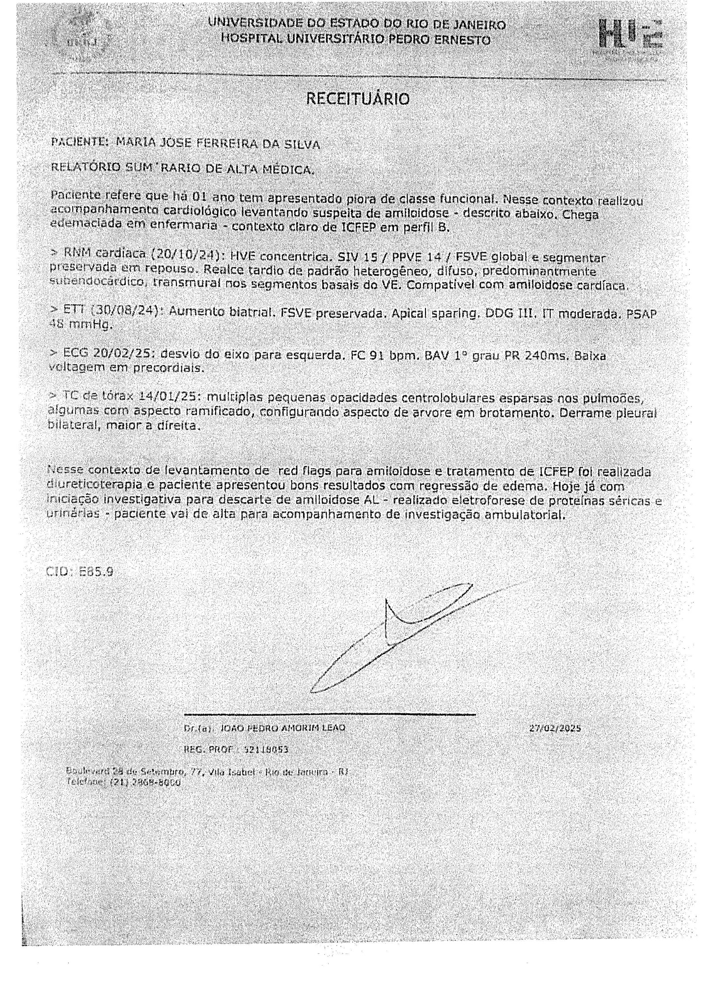 UNIVERSIDADE DO ESTADO DO RIO DE JANEIRO
HOSPITAL UNIVERSITÁRIO PEDRO ERNESTO
RECEITUÁRIO
PACIENTE: MARIA JOSE FERREIRA DA SILVA
RELATÓRIO SUM´RARIO DE ALTA MÉDICA.
Paciente refere que há 01 ano tem apresentado piora de classe funcional. Nesse contexto realizou
acompanhamento cardiológico levantando suspeita de amiloidose - descrito abaixo. Chega
edemaciada em enfermaria - contexto claro de ICFEP em perfil B.
> RNM cardíaca (20/10/24): HVE concentrica. SIV 15 / PPVE 14 / FSVE global e segmentar
preservada em repouso. Realce tardio de padrão heterogêneo, difuso, predominantmente
subendocárdico, transmural nos segmentos basais do VE. Compatível com amiloidose cardíaca.
> ETT (30/08/24): Aumento biatrial. FSVE preservada. Apical sparing. DDG III. IT moderada. PSAP
48 mmHg.
> ECG 20/02/25: desvio do eixo para esquerda. FC 91 bpm. BAV 1º grau PR 240ms. Baixa
voltagem em precordiais.
> TC de tórax 14/01/25: multiplas pequenas opacidades centrolobulares esparsas nos pulmoões,
algumas com aspecto ramificado, configurando aspecto de arvore em brotamento. Derrame pleural
bilateral, maior a direita.
Nesse contexto de levantamento de red flags para amiloidose e tratamento de ICFEP foi realizada
diureticoterapia e paciente apresentou bons resultados com regressão de edema. Hoje já com
iniciação investigativa para descarte de amiloidose AL - realizado eletroforese de proteínas séricas e
urinárias - paciente vai de alta para acompanhamento de investigação ambulatorial.
CID: E85.9
Dr.(a). JOAO PEDRO AMORIM LEAO 27/02/2025
REG. PROF.: 52118053
Boulevard 28 de Setembro, 77, Vila Isabel - Rio de Janeiro - RJ
Telefone: (21) 2868-8000